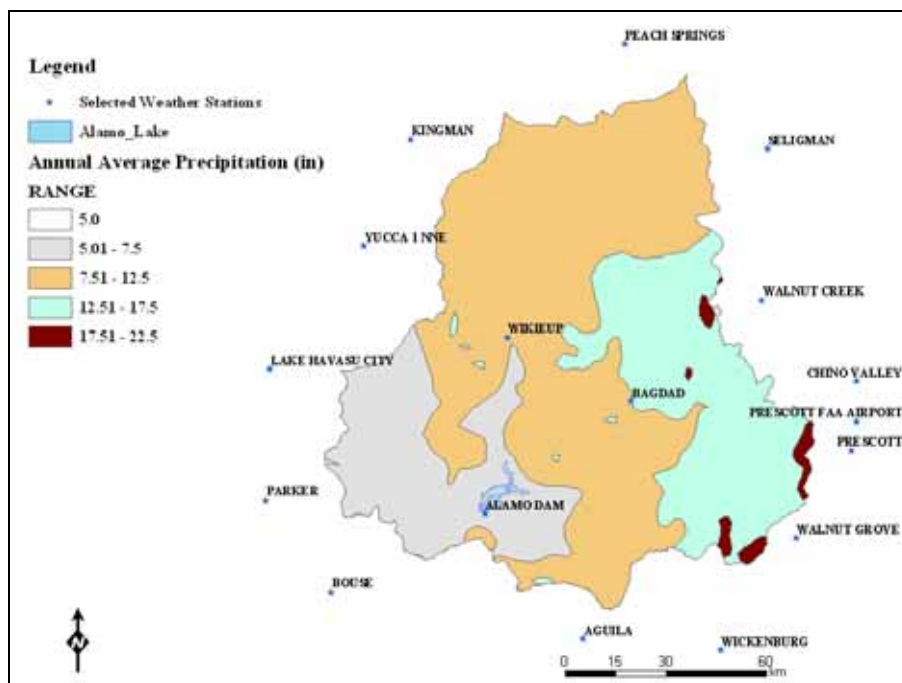 PEACH SPRINGS
Legend
Selected Weather Stations
Alamo_Lake
Annual Average Precipitation (in)
RANGE
5.0
5.01 - 7.5
7.51 - 12.5
12.51 - 17.5
17.51 - 22.5
KINGMAN
SELIGMAN
YUCCA 1 NNE
WALNUT CREEK
WIKIEUP
LAKE HAVASU CITY
CHINO VALLEY
BAGDAD
PRESCOTT FAA AIRPORT
PRESCOTT
PARKER
ALAMO DAM
WALNUT GROVE
BOUSE
AGUILA
WICKENBURG
N
0 15 30 60
km